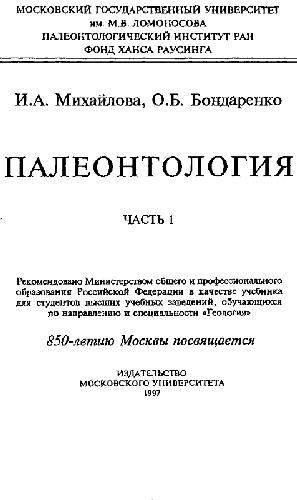 МОСКОВСКИЙ ГОСУДАРСТВЕННЫЙ УНИВЕРСИТЕТ
им. М.В. ЛОМОНОСОВА
ПАЛЕОНТОЛОГИЧЕСКИЙ ИНСТИТУТ РАН
ФОНД ХАНСА РАУСИНГА
И.А. Михайлова, О.Б. Бондаренко
ПАЛЕОНТОЛОГИЯ
ЧАСТЬ 1
Рекомендовано Министерством общего и профессионального
образования Российской Федерации в качестве учебника
для студентов высших учебных заведений, обучающихся
по направлению и специальности «Геология»
850-летию Москвы посвящается
ИЗДАТЕЛЬСТВО
МОСКОВСКОГО УНИВЕРСИТЕТА
1997